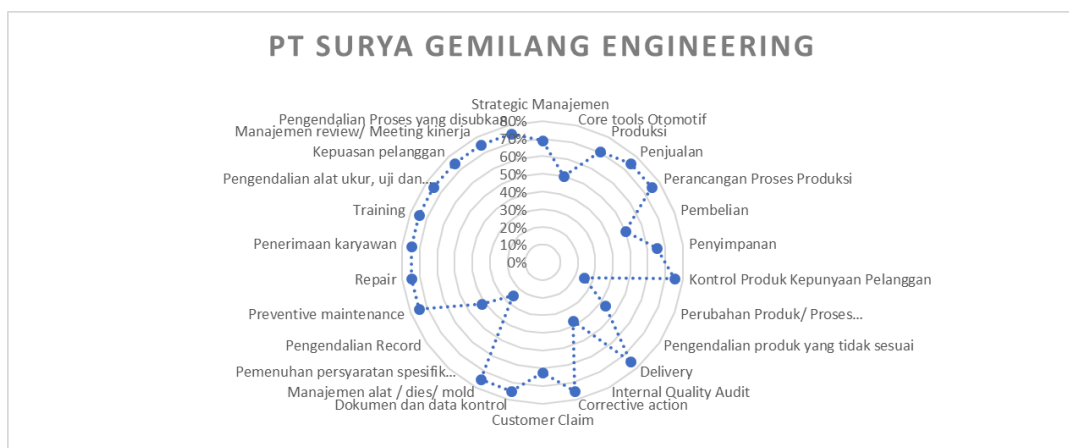 PT SURYA GEMILANG ENGINEERING
Strategic Manajemen
Core tools Otomotif
Produksi
Penjualan
Perancangan Proses Produksi
Pembelian
Penyimpanan
Kontrol Produk Kepunyaan Pelanggan
Perubahan Produk/ Proses...
Pengendalian produk yang tidak sesuai
Delivery
Internal Quality Audit
Corrective action
Customer Claim
Dokumen dan data kontrol
Manajemen alat / dies/ mold
Pemenuhan persyaratan spesifik...
Pengendalian Record
Preventive maintenance
Repair
Penerimaan karyawan
Training
Pengendalian alat ukur, uji dan...
Kepuasan pelanggan
Manajemen review/ Meeting kinerja
Pengendalian Proses yang disubkan
80%
70%
60%
50%
40%
30%
20%
10%
0%